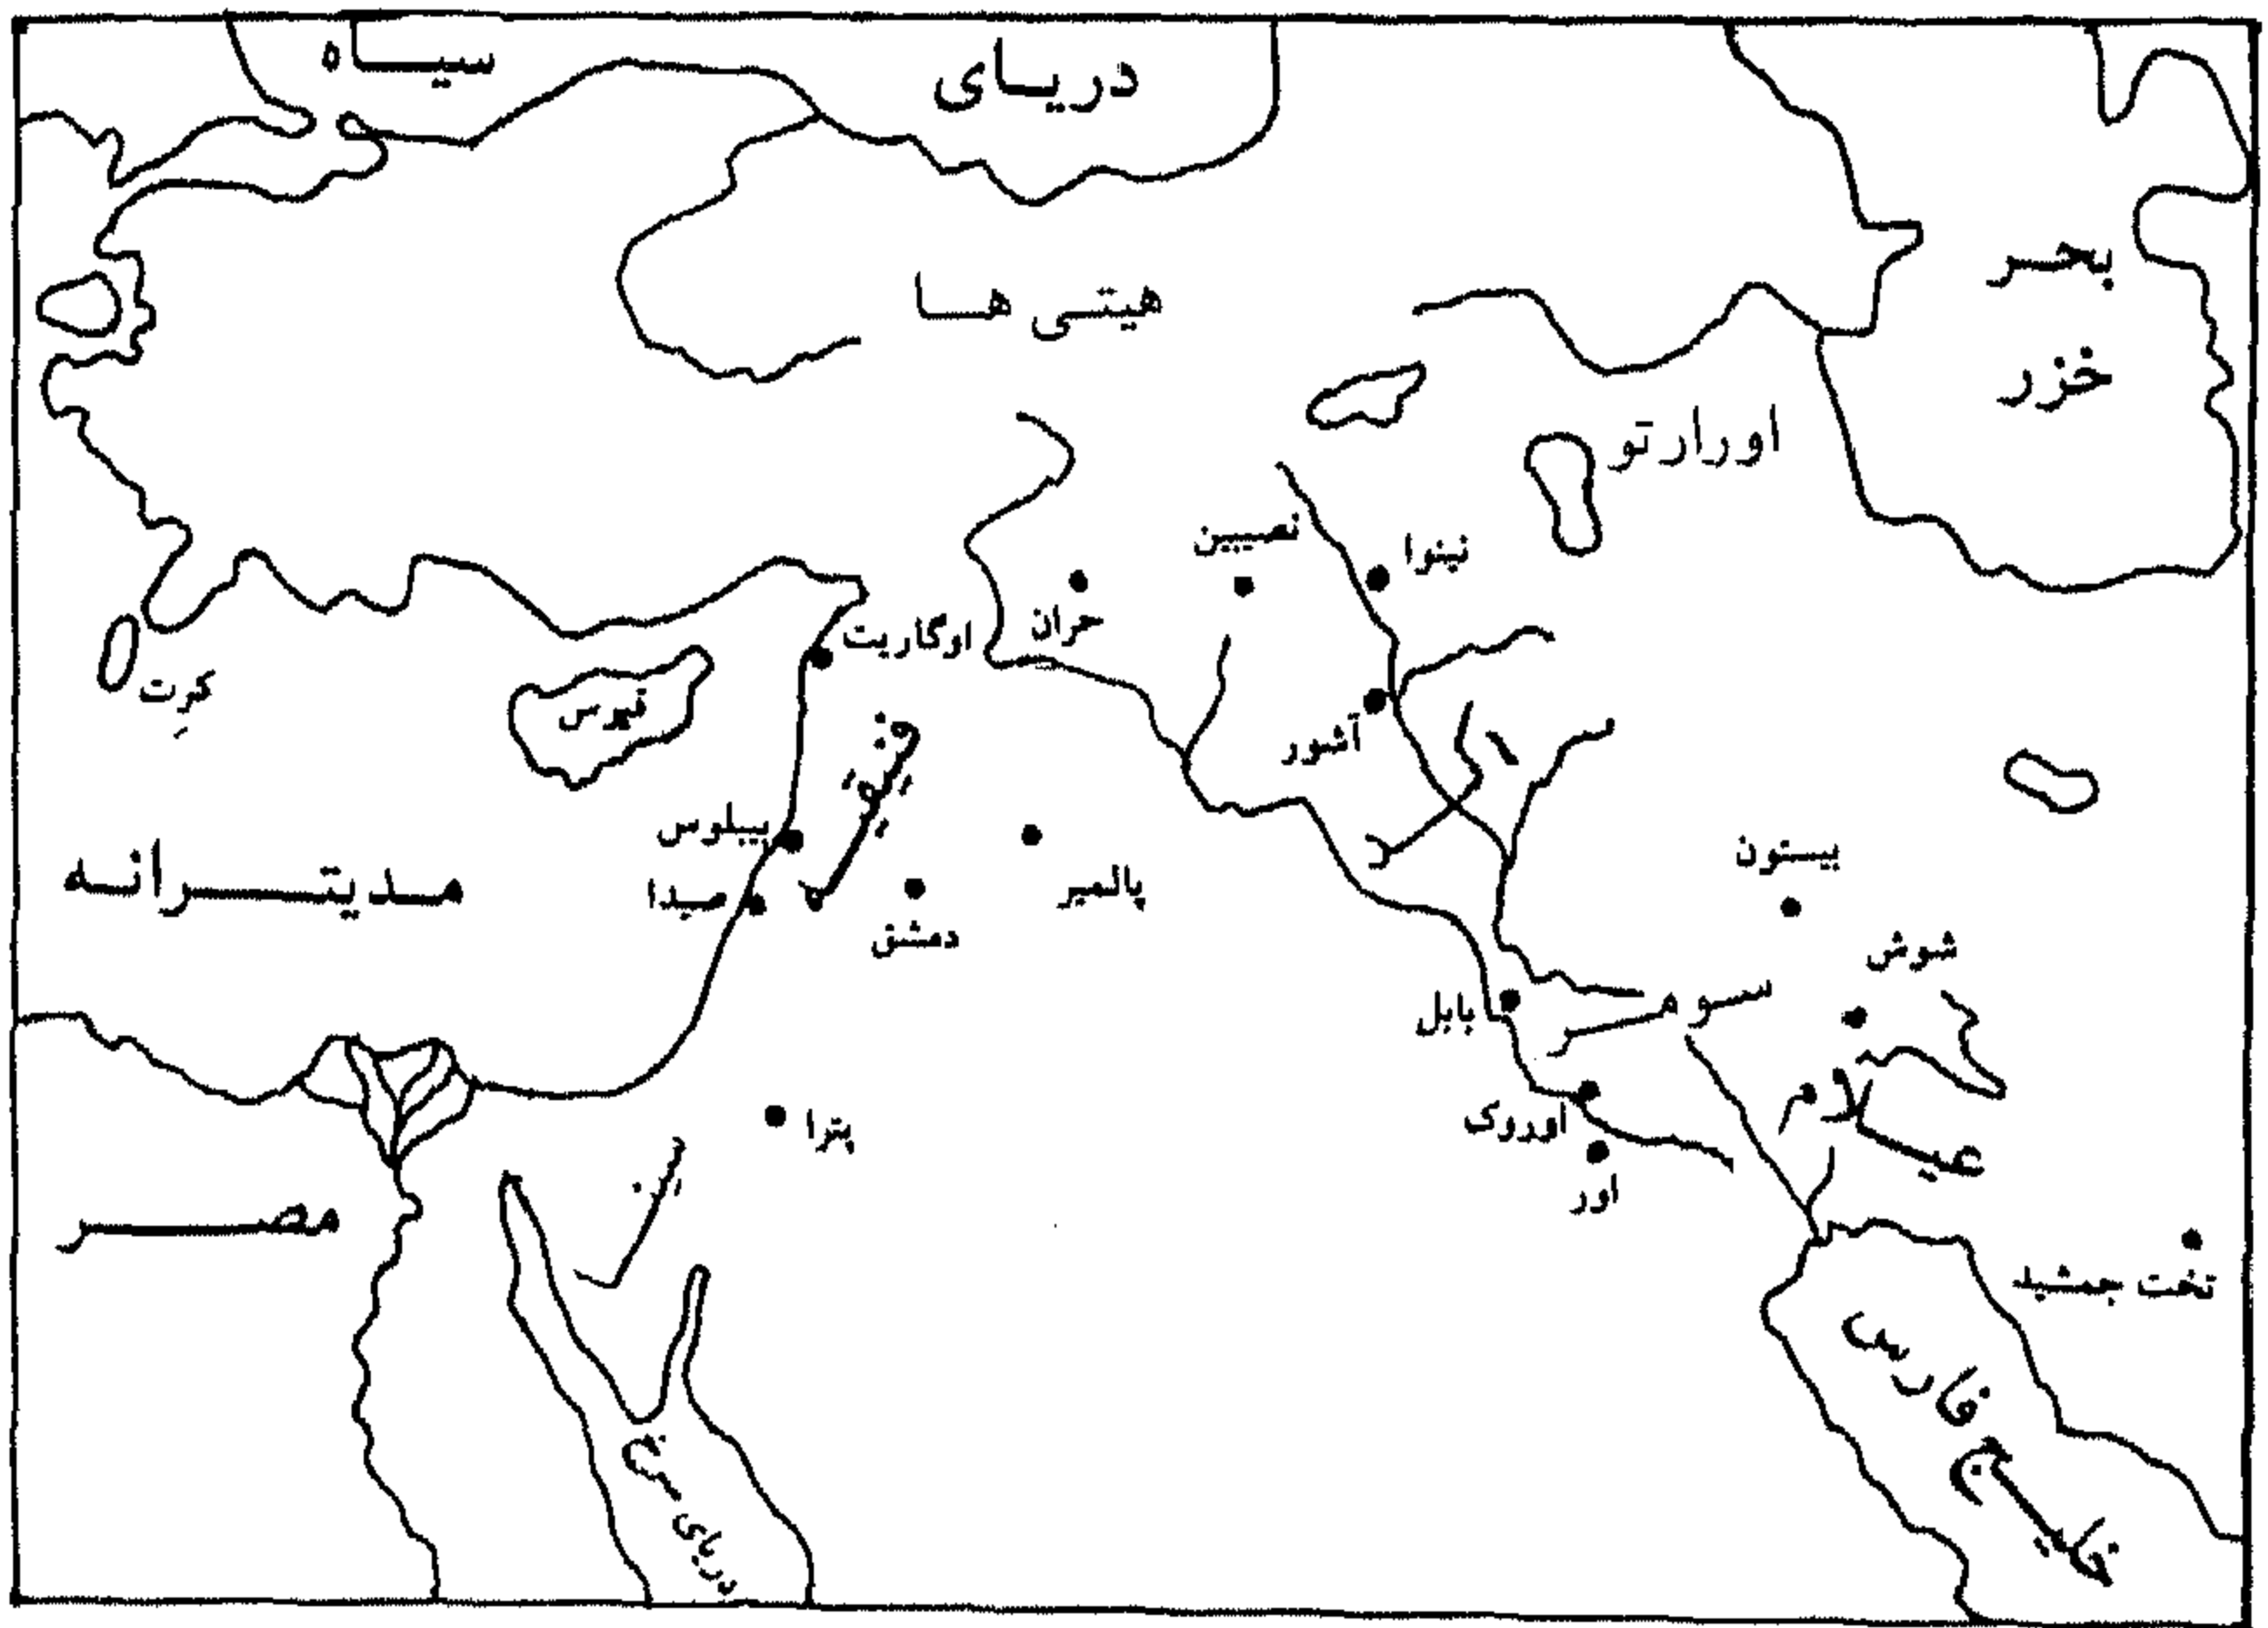 دریای سیاه
بحر
خزر
هیتی ها
اورارتو
نصیبین
نینوا
حران
اوگاریت
کرت
قبرس
آشور
فنیقیه
بیبلوس
صیدا
مدیترانه
دمشق
پالمیر
بیستون
شوش
بابل
سومر
اوروک
اور
عیلام
پترا
مصر
تخت جمشید
خلیج فارس
دریای سرخ